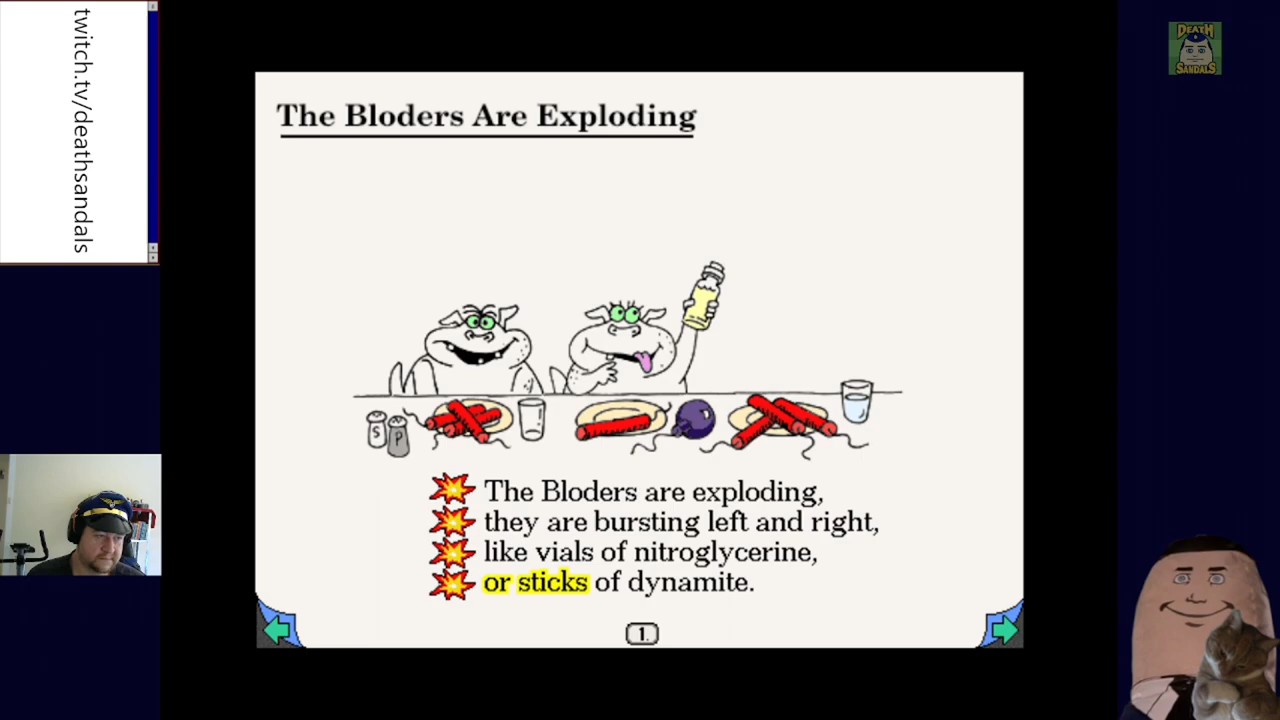 twitch.tv/deathsandals
DEATH
SANDALS
The Bloders Are Exploding
S
P
The Bloders are exploding,
they are bursting left and right,
like vials of nitroglycerine,
or sticks of dynamite.
1.